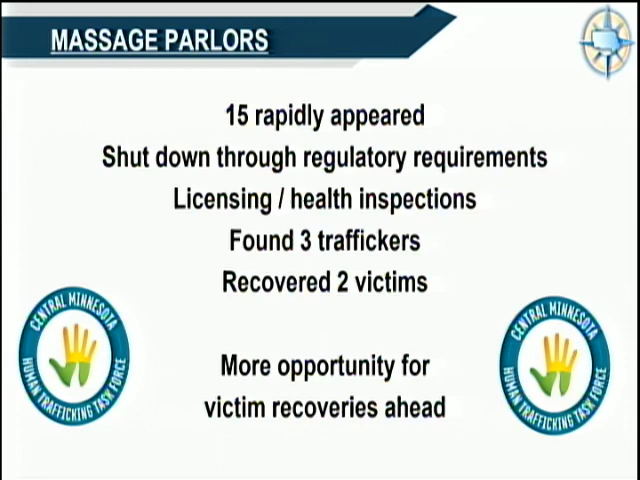 MASSAGE PARLORS
15 rapidly appeared
Shut down through regulatory requirements
Licensing / health inspections
Found 3 traffickers
Recovered 2 victims
More opportunity for
victim recoveries ahead
CENTRAL MINNESOTA
HUMAN TRAFFICKING TASK FORCE
CENTRAL MINNESOTA
HUMAN TRAFFICKING TASK FORCE